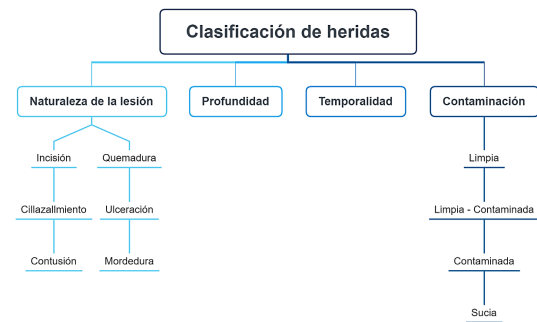 Clasificación de heridas
Naturaleza de la lesión
Profundidad
Temporalidad
Contaminación
Incisión
Quemadura
Limpia
Cillazallmiento
Ulceración
Limpia - Contaminada
Contusión
Mordedura
Contaminada
Sucia